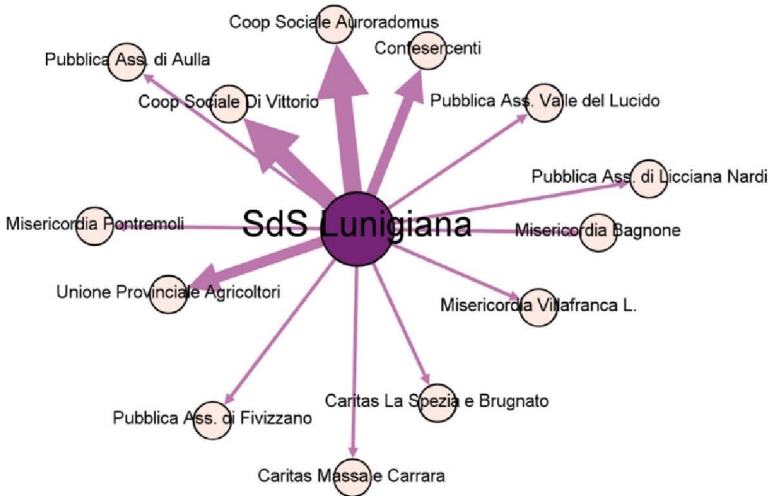 Coop Sociale Auroradomus
Confesercenti
Pubblica Ass. di Aulla
Coop Sociale Di Vittorio
Pubblica Ass. Valle del Lucido
Pubblica Ass. di Licciana Nardi
Misericordia Pontremoli
SdS Lunigiana
Misericordia Bagnone
Unione Provinciale Agricoltori
Misericordia Villafranca L.
Caritas La Spezia e Brugnato
Pubblica Ass. di Fivizzano
Caritas Massa e Carrara